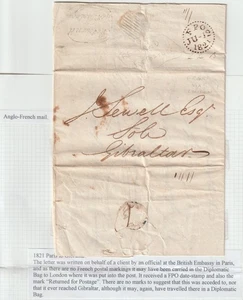 F.P.O
JU
182
Anglo-French mail.
J Sewell Esqr
Solr
Gibraltar
L
1821 Paris
The letter was written on behalf of a client by an official at the British Embassy in Paris,
and as there are no French postal markings it may have been carried in the Diplomatic
Bag to London where it was put into the post. It received a FPO date-stamp and also the
mark "Returned for Postage". There are no marks to suggest that this was acceded to, nor
that it ever reached Gibraltar, although it may, again, have travelled there in a Diplomatic
Bag.